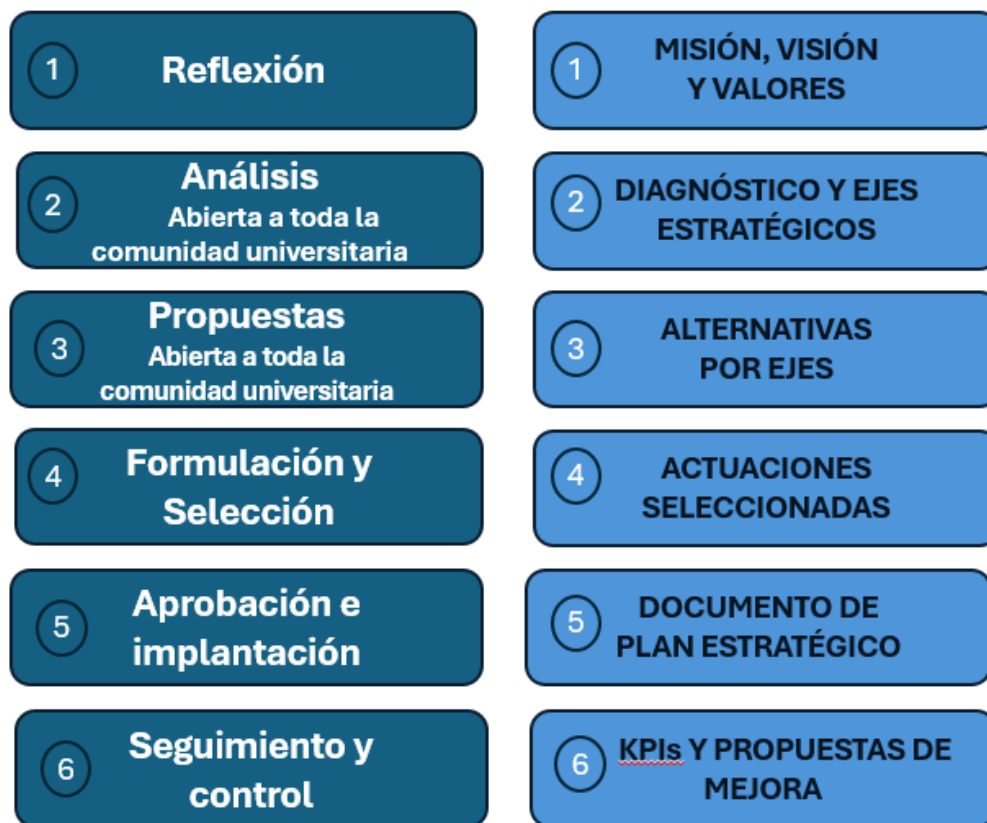 1
Reflexión
1
MISIÓN, VISIÓN
Y VALORES
2
Análisis
Abierta a toda la
comunidad universitaria
2
DIAGNÓSTICO Y EJES
ESTRATÉGICOS
3
Propuestas
Abierta a toda la
comunidad universitaria
3
ALTERNATIVAS
POR EJES
4
Formulación y
Selección
4
ACTUACIONES
SELECCIONADAS
5
Aprobación e
implantación
5
DOCUMENTO DE
PLAN ESTRATÉGICO
6
Seguimiento y
control
6
KPIs Y PROPUESTAS DE
MEJORA